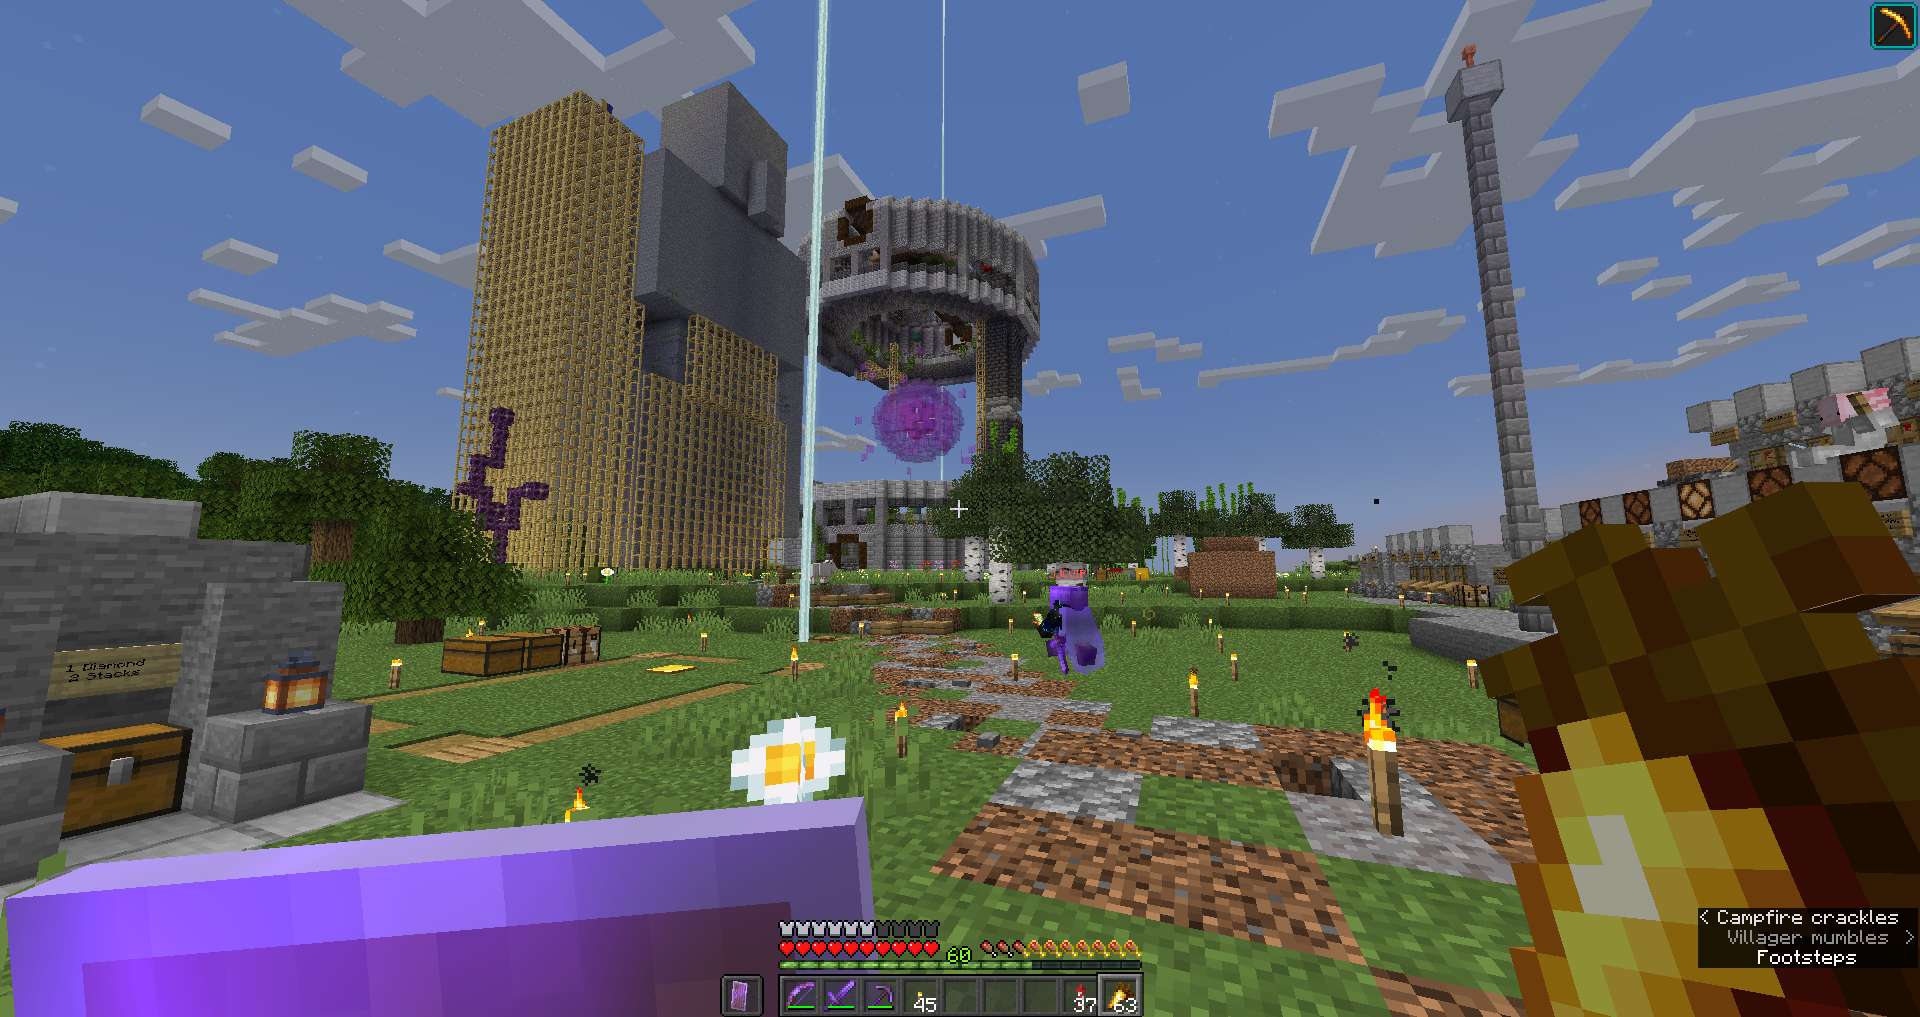 1 Diamond
2 Stacks
60
45
37
63
< Campfire crackles
Villager mumbles >
Footsteps